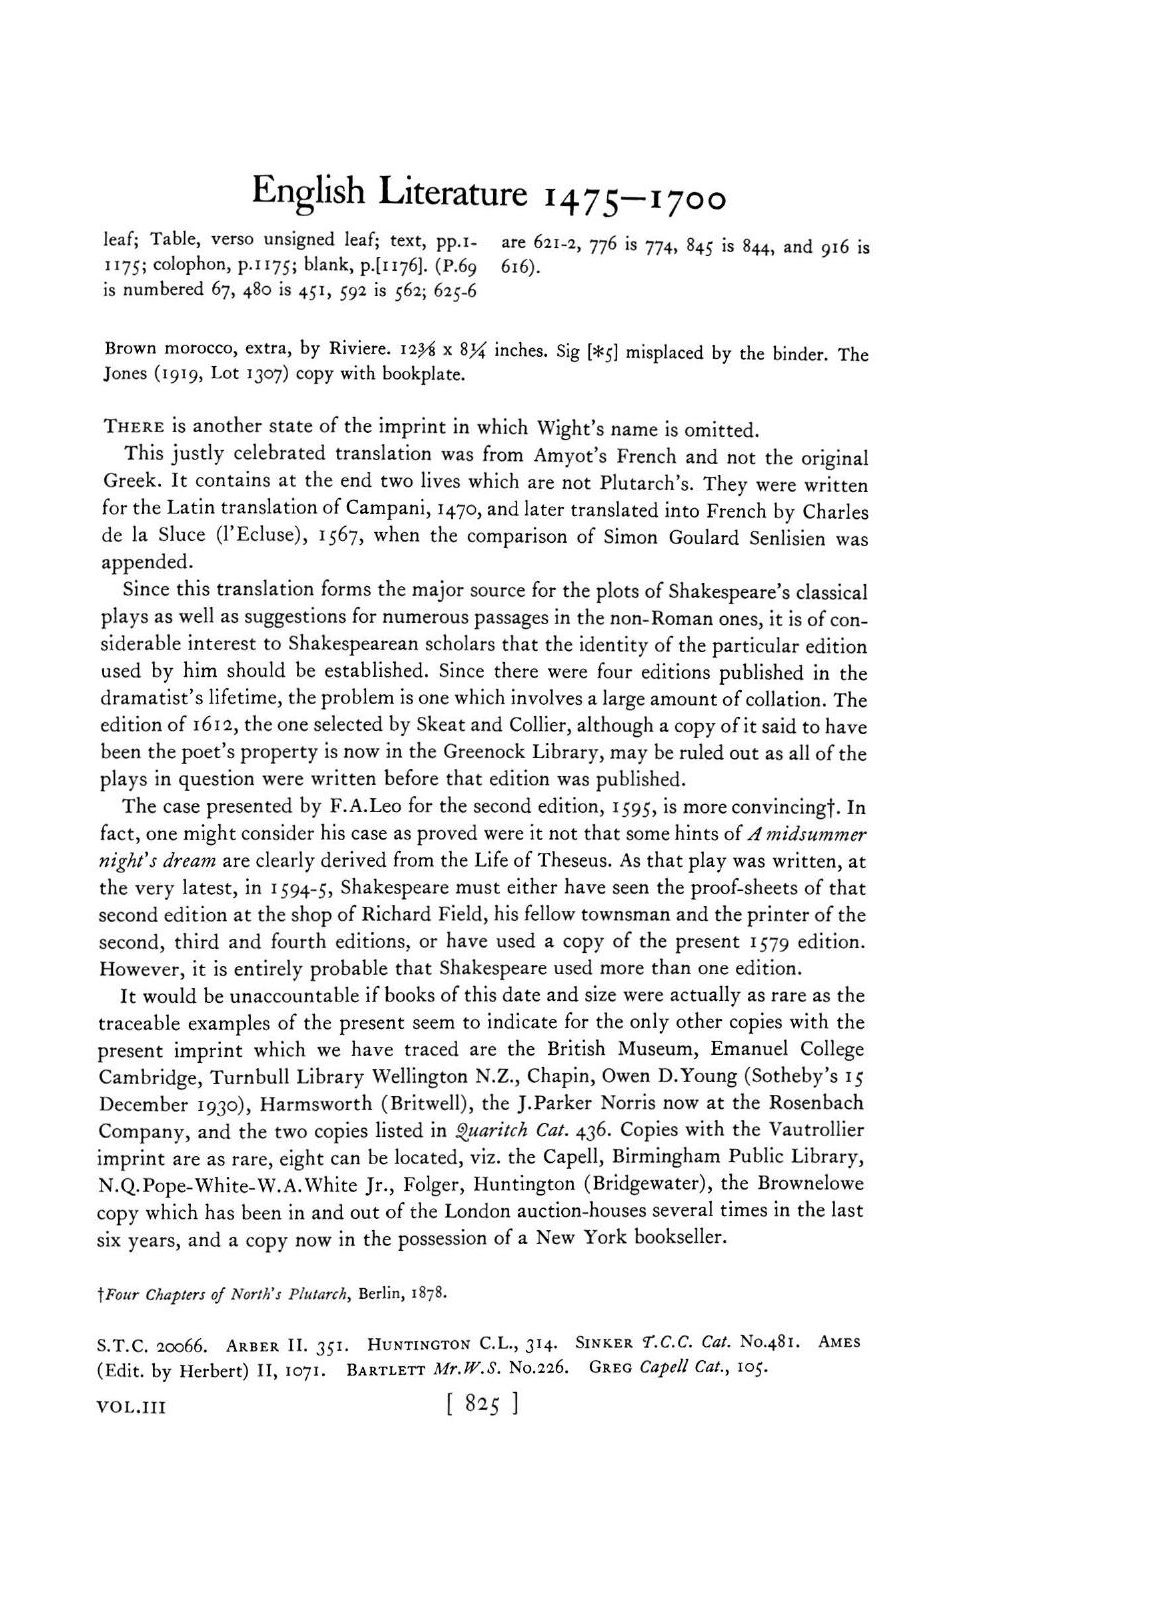 English Literature 1475—1700
leaf; Table, verso unsigned leaf; text, pp.1-
1175; colophon, p.1175; blank, p.[1176]. (P.69
is numbered 67, 480 is 451, 592 is 562; 625-6
are 621-2, 776 is 774, 845 is 844, and 916 is
616).
Brown morocco, extra, by Riviere. 12⅜ x 8¼ inches. Sig [*5] misplaced by the binder. The
Jones (1919, Lot 1307) copy with bookplate.
THERE is another state of the imprint in which Wight's name is omitted.
This justly celebrated translation was from Amyot's French and not the original
Greek. It contains at the end two lives which are not Plutarch's. They were written
for the Latin translation of Campani, 1470, and later translated into French by Charles
de la Sluce (l'Ecluse), 1567, when the comparison of Simon Goulard Senlisien was
appended.
Since this translation forms the major source for the plots of Shakespeare's classical
plays as well as suggestions for numerous passages in the non-Roman ones, it is of con-
siderable interest to Shakespearean scholars that the identity of the particular edition
used by him should be established. Since there were four editions published in the
dramatist's lifetime, the problem is one which involves a large amount of collation. The
edition of 1612, the one selected by Skeat and Collier, although a copy of it said to have
been the poet's property is now in the Greenock Library, may be ruled out as all of the
plays in question were written before that edition was published.
The case presented by F.A.Leo for the second edition, 1595, is more convincing†. In
fact, one might consider his case as proved were it not that some hints of A midsummer
night's dream are clearly derived from the Life of Theseus. As that play was written, at
the very latest, in 1594-5, Shakespeare must either have seen the proof-sheets of that
second edition at the shop of Richard Field, his fellow townsman and the printer of the
second, third and fourth editions, or have used a copy of the present 1579 edition.
However, it is entirely probable that Shakespeare used more than one edition.
It would be unaccountable if books of this date and size were actually as rare as the
traceable examples of the present seem to indicate for the only other copies with the
present imprint which we have traced are the British Museum, Emanuel College
Cambridge, Turnbull Library Wellington N.Z., Chapin, Owen D.Young (Sotheby's 15
December 1930), Harmsworth (Britwell), the J.Parker Norris now at the Rosenbach
Company, and the two copies listed in Quaritch Cat. 436. Copies with the Vautrollier
imprint are as rare, eight can be located, viz. the Capell, Birmingham Public Library,
N.Q.Pope-White-W.A.White Jr., Folger, Huntington (Bridgewater), the Brownelowe
copy which has been in and out of the London auction-houses several times in the last
six years, and a copy now in the possession of a New York bookseller.
†Four Chapters of North's Plutarch, Berlin, 1878.
S.T.C. 20066. ARBER II. 351. HUNTINGTON C.L., 314. SINKER T.C.C. Cat. No.481. AMES
(Edit. by Herbert) II, 1071. BARTLETT Mr.W.S. No.226. GREG Capell Cat., 105.
VOL.III [ 825 ]